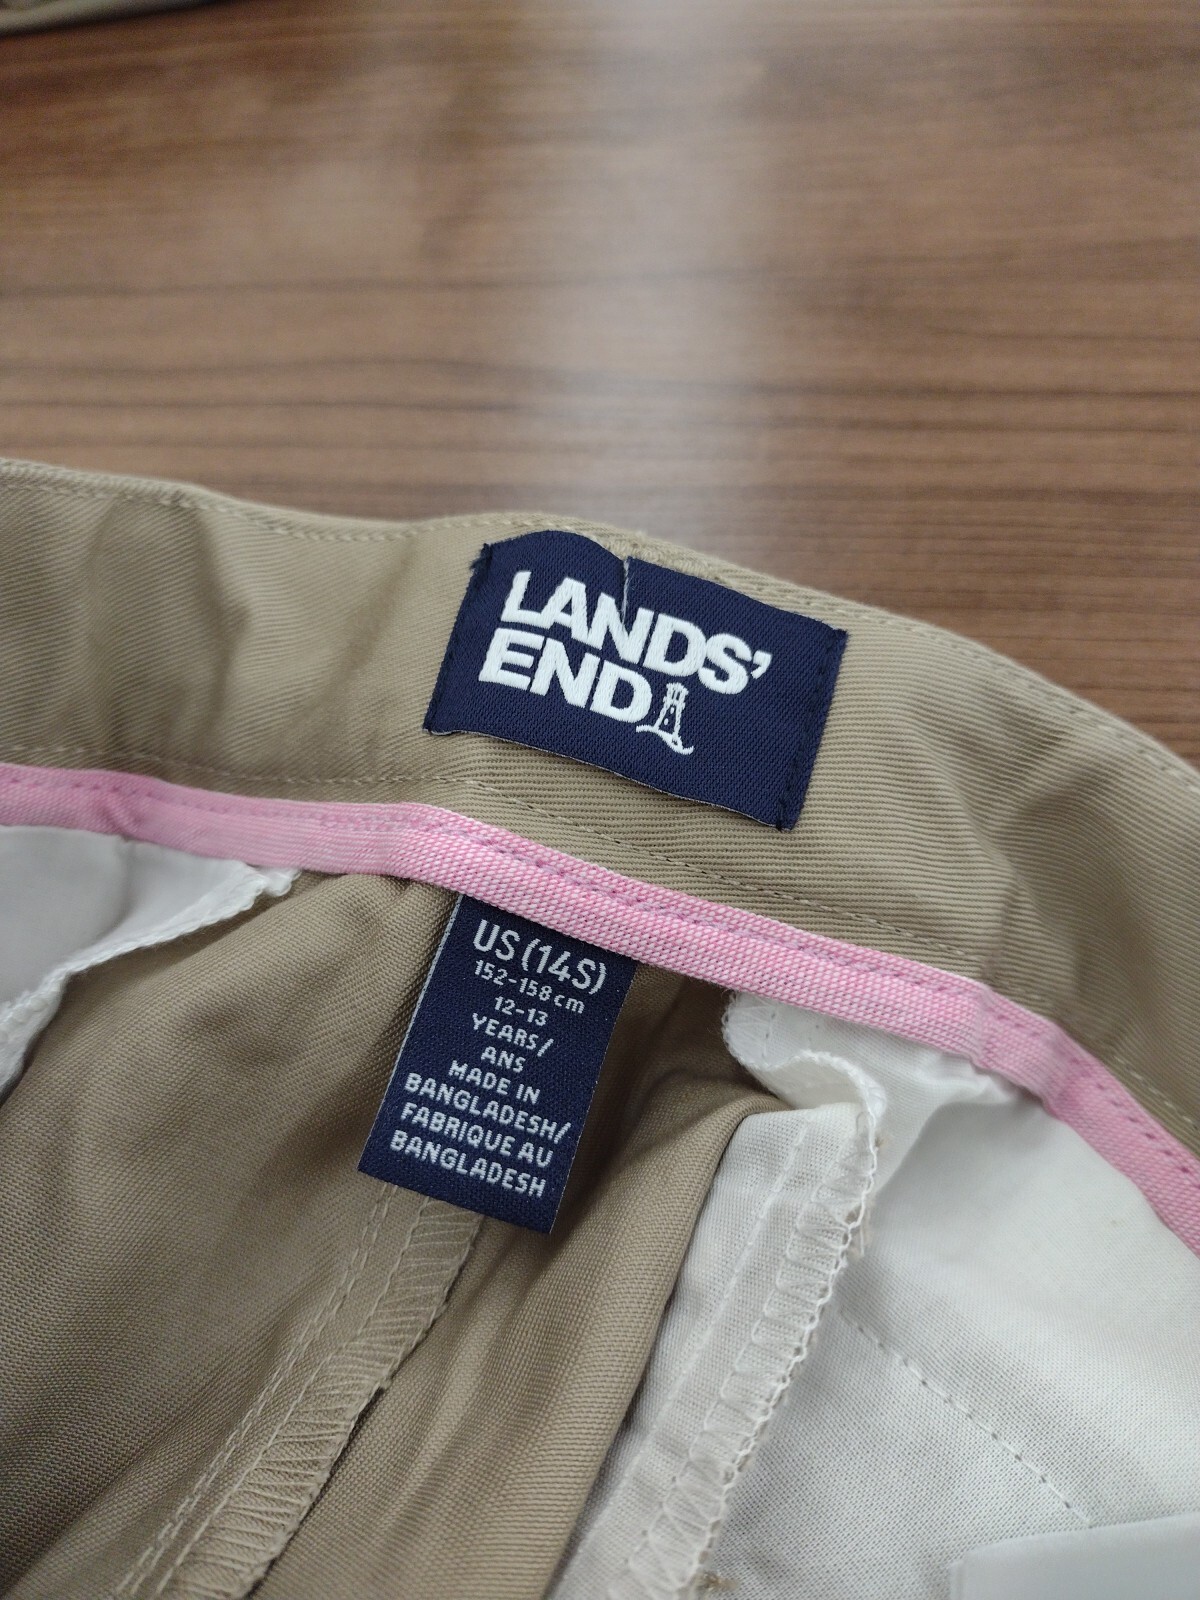 LANDS'
END
US (14S)
152-158 cm
12-13
YEARS/
ANS
MADE IN
BANGLADESH/
FABRIQUE AU
BANGLADESH